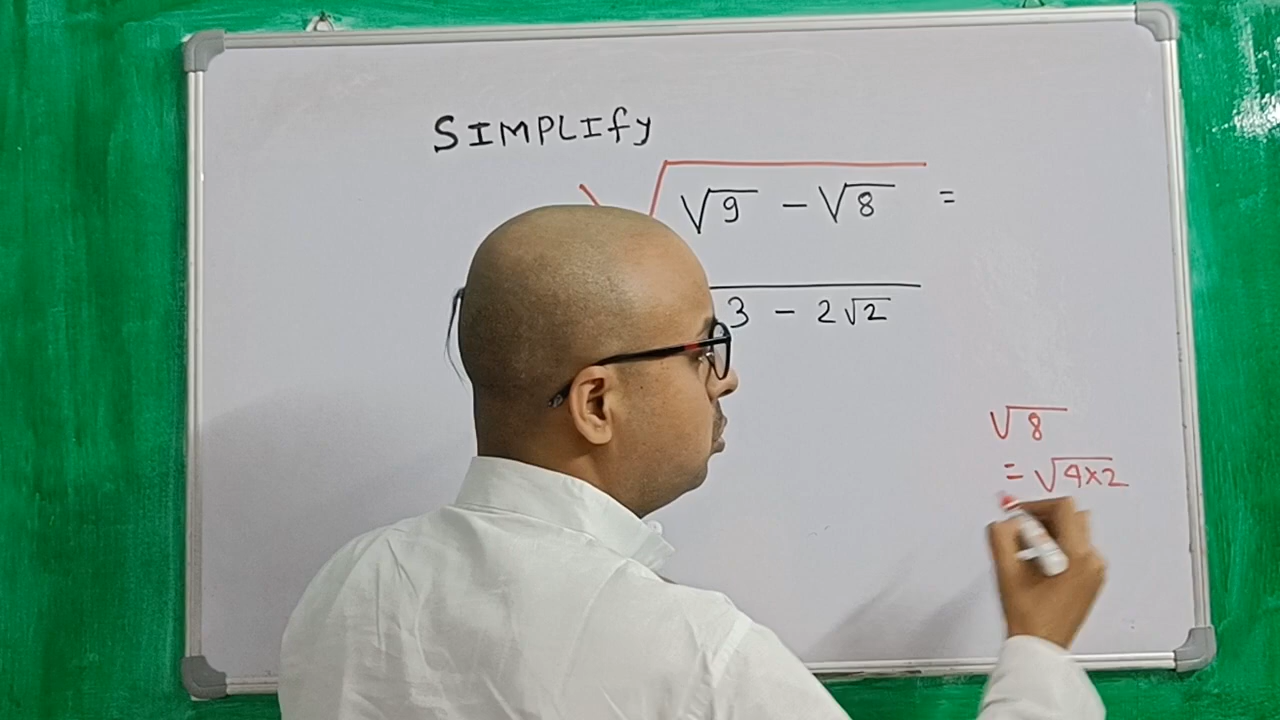 SIMPLIfy
√9 − √8 =
3 − 2√2
√8
= √4×2